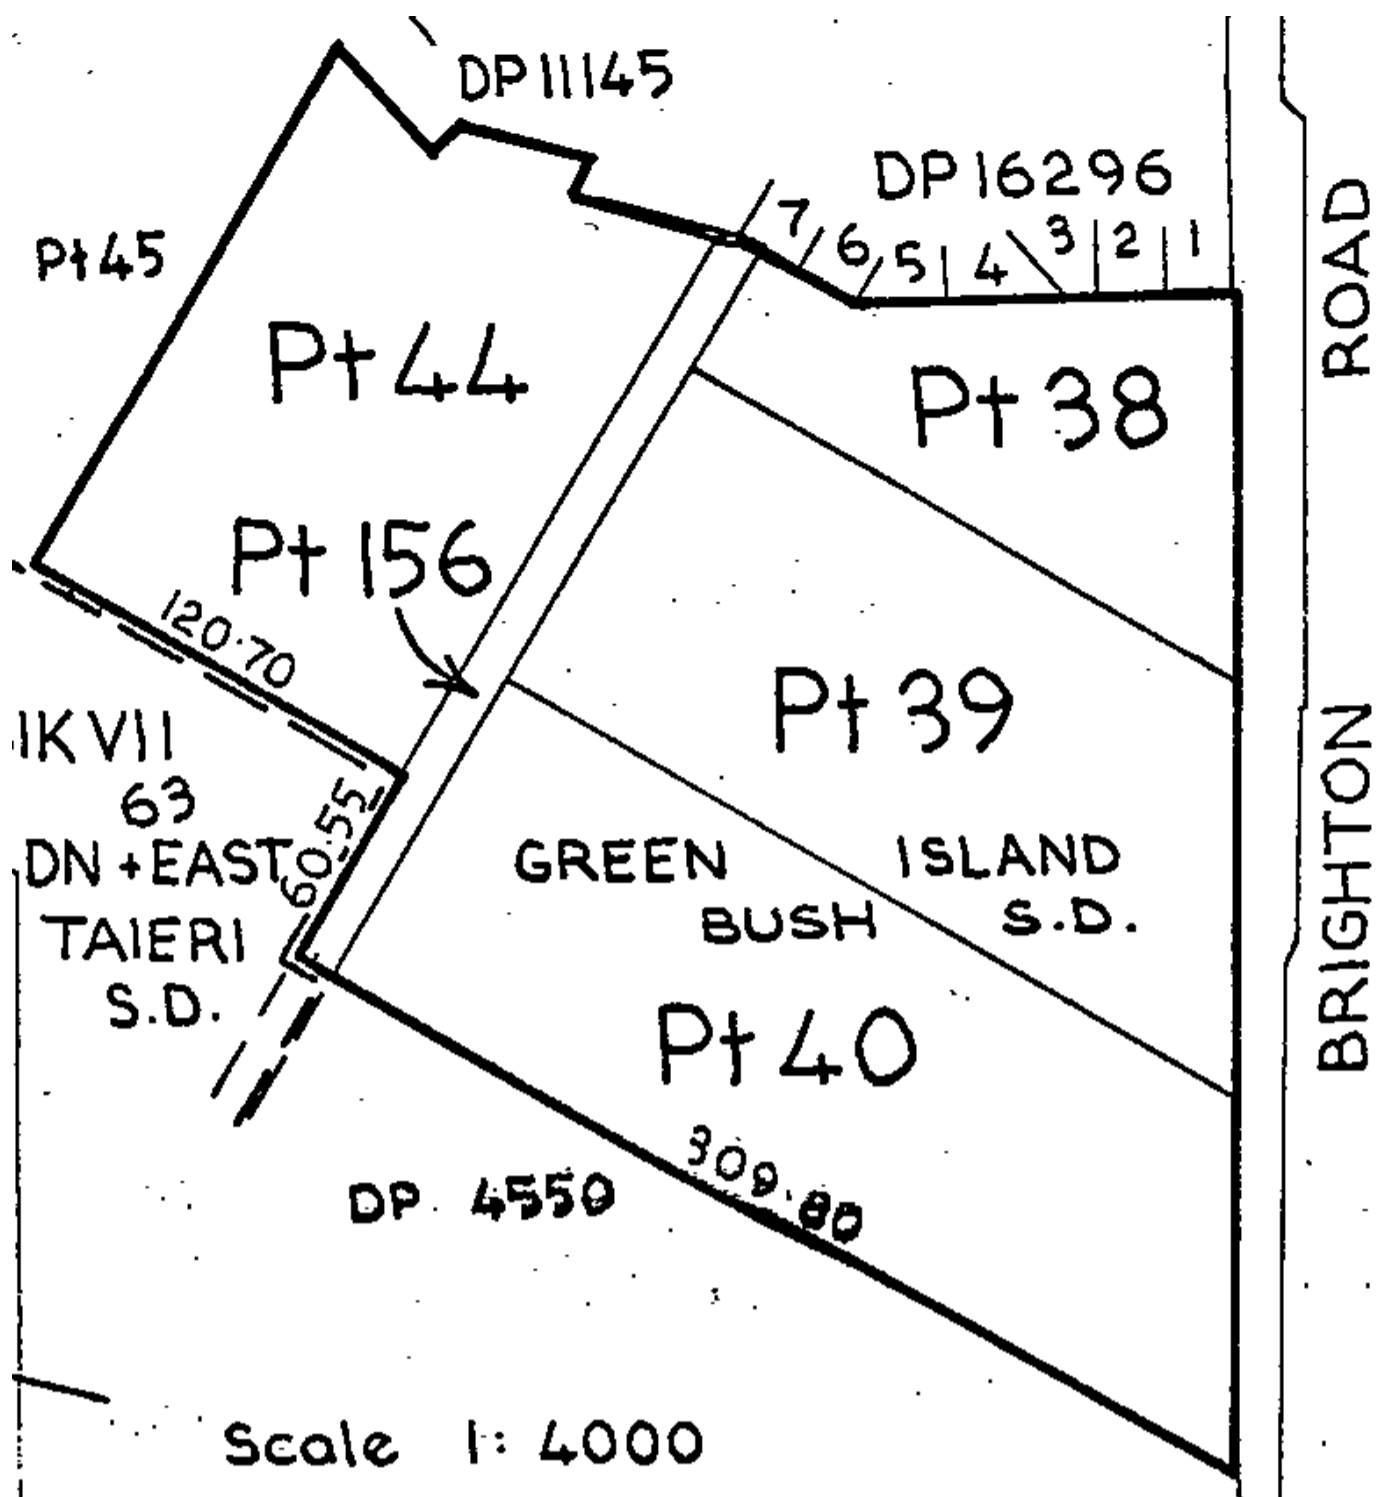 DP 11145
DP 16296
7 6 5 4 3 2 1
Pt 45
Pt 44
Pt 38
ROAD
Pt 156
120·70
Pt 39
IK VII
63
DN + EAST
TAIERI
S.D.
60·55
GREEN ISLAND
BUSH S.D.
BRIGHTON
Pt 40
309·80
DP 4550
Scale 1: 4000